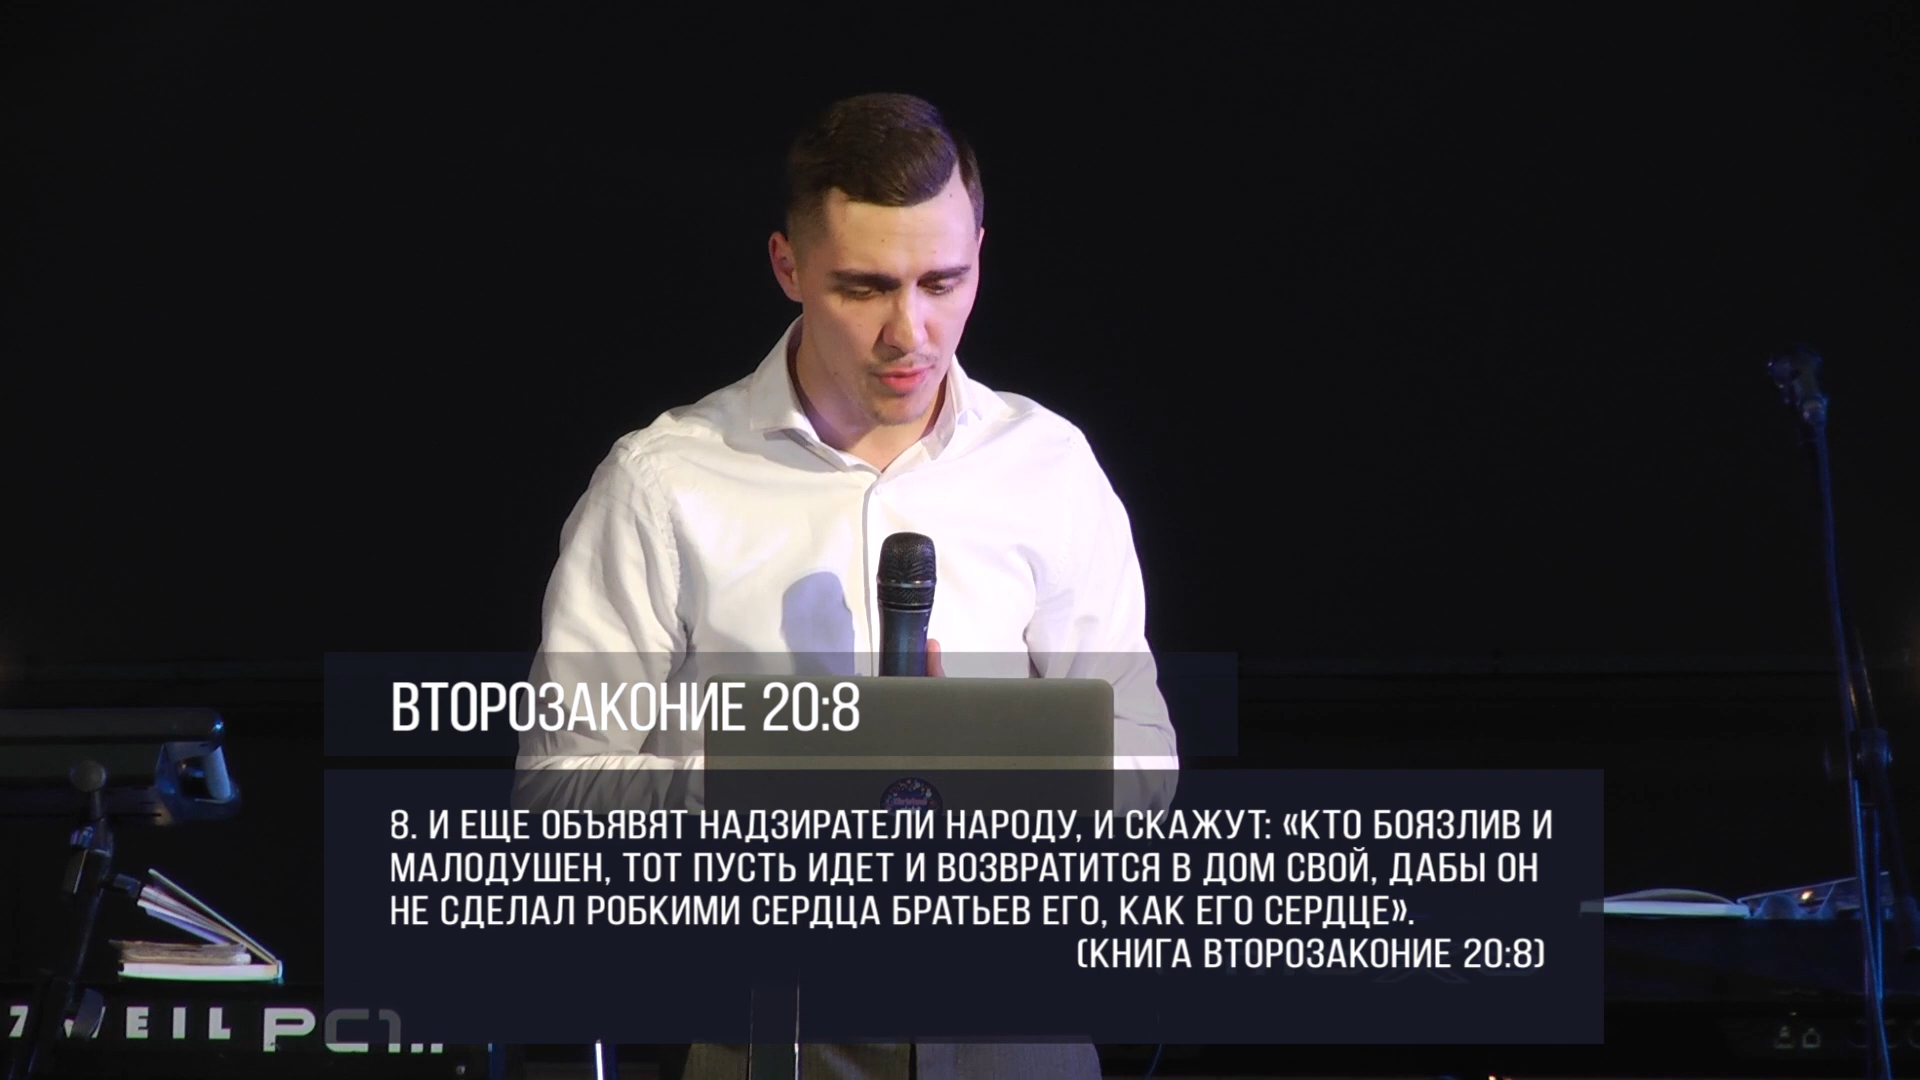 ВТОРОЗАКОНИЕ 20:8
8. И ЕЩЕ ОБЪЯВЯТ НАДЗИРАТЕЛИ НАРОДУ, И СКАЖУТ: «КТО БОЯЗЛИВ И
МАЛОДУШЕН, ТОТ ПУСТЬ ИДЕТ И ВОЗВРАТИТСЯ В ДОМ СВОЙ, ДАБЫ ОН
НЕ СДЕЛАЛ РОБКИМИ СЕРДЦА БРАТЬЕВ ЕГО, КАК ЕГО СЕРДЦЕ».
(КНИГА ВТОРОЗАКОНИЕ 20:8)